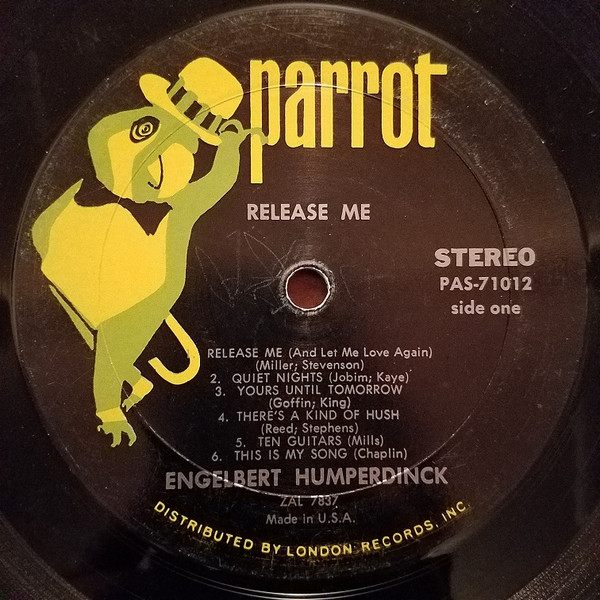 parrot
RELEASE ME
STEREO
PAS-71012
side one
RELEASE ME (And Let Me Love Again)
(Miller; Stevenson)
2. QUIET NIGHTS (Jobim; Kaye)
3. YOURS UNTIL TOMORROW
(Goffin; King)
4. THERE'S A KIND OF HUSH
(Reed; Stephens)
5. TEN GUITARS (Mills)
6. THIS IS MY SONG (Chaplin)
ENGELBERT HUMPERDINCK
ZAL 7837
Made in U.S.A.
DISTRIBUTED BY LONDON RECORDS, INC.